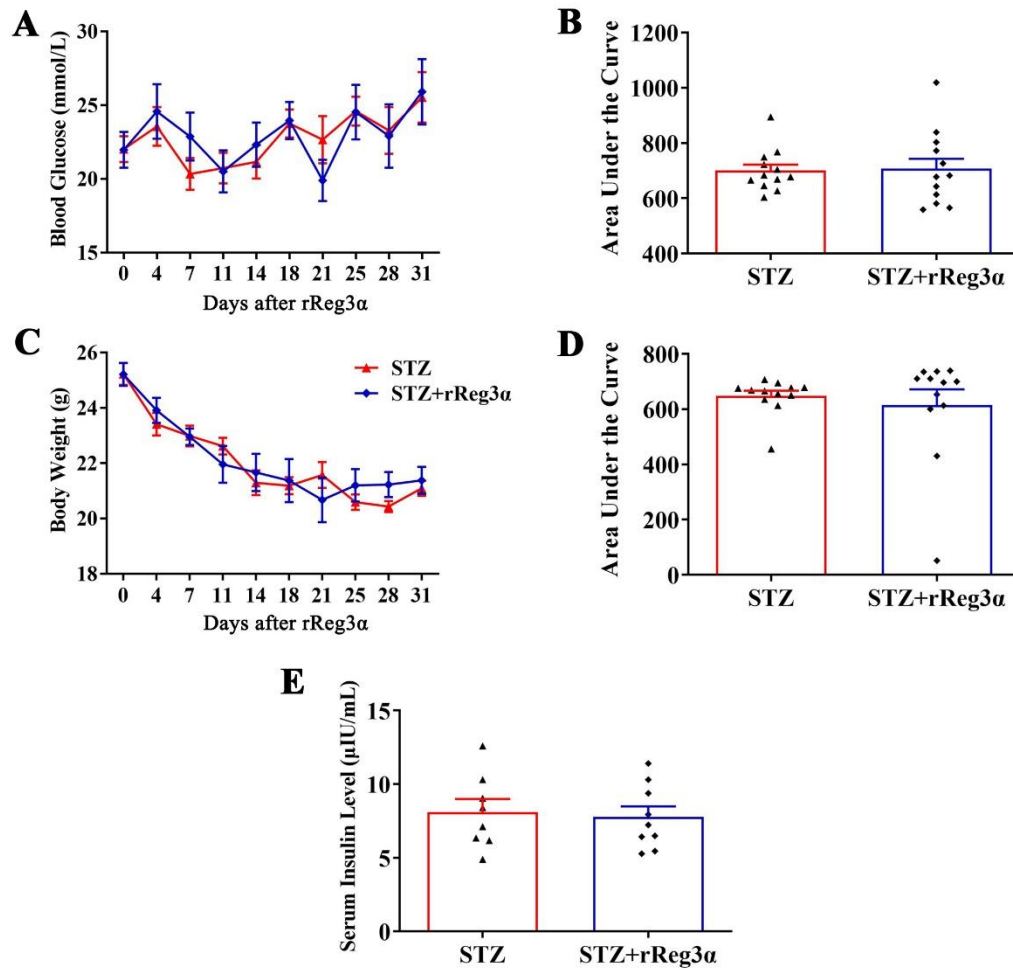 A
Blood Glucose (mmol/L)
30
25
20
15
0 4 7 11 14 18 21 25 28 31
Days after rReg3α
B
Area Under the Curve
1200
1000
800
600
400
STZ STZ+rReg3α
C
Body Weight (g)
26
24
22
20
18
STZ
STZ+rReg3α
0 4 7 11 14 18 21 25 28 31
Days after rReg3α
D
Area Under the Curve
800
600
400
200
0
STZ STZ+rReg3α
E
Serum Insulin Level (μIU/mL)
15
10
5
0
STZ STZ+rReg3α